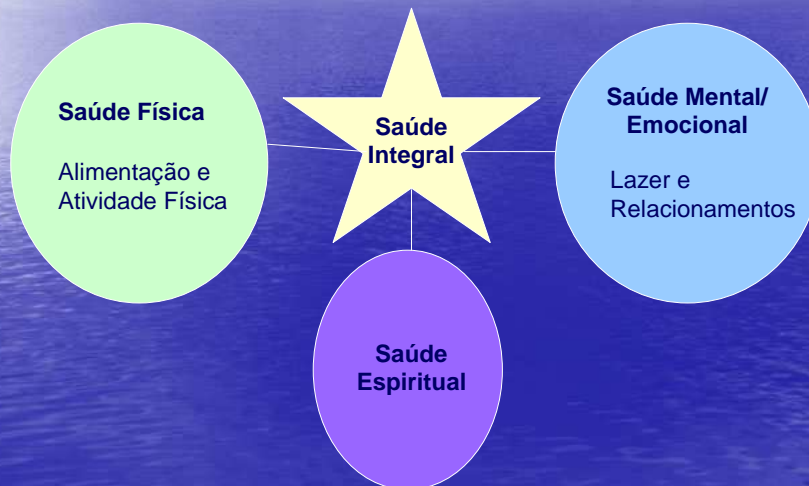 Saúde Física
Alimentação e
Atividade Física
Saúde
Integral
Saúde Mental/
Emocional
Lazer e
Relacionamentos
Saúde
Espiritual